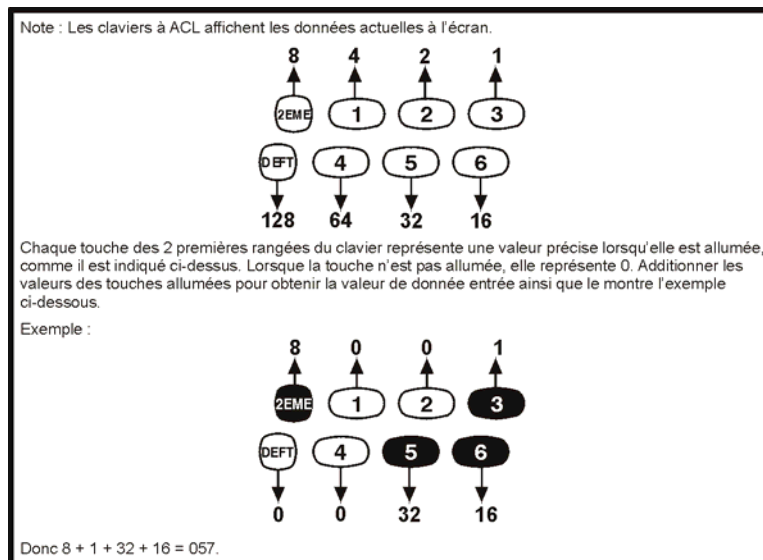 Note : Les claviers à ACL affichent les données actuelles à l'écran.
8 4 2 1
2EME 1 2 3
DEFT 4 5 6
128 64 32 16
Chaque touche des 2 premières rangées du clavier représente une valeur précise lorsqu'elle est allumée,
comme il est indiqué ci-dessus. Lorsque la touche n'est pas allumée, elle représente 0. Additionner les
valeurs des touches allumées pour obtenir la valeur de donnée entrée ainsi que le montre l'exemple
ci-dessous.
Exemple :
8 0 0 1
2EME 1 2 3
DEFT 4 5 6
0 0 32 16
Donc 8 + 1 + 32 + 16 = 057.